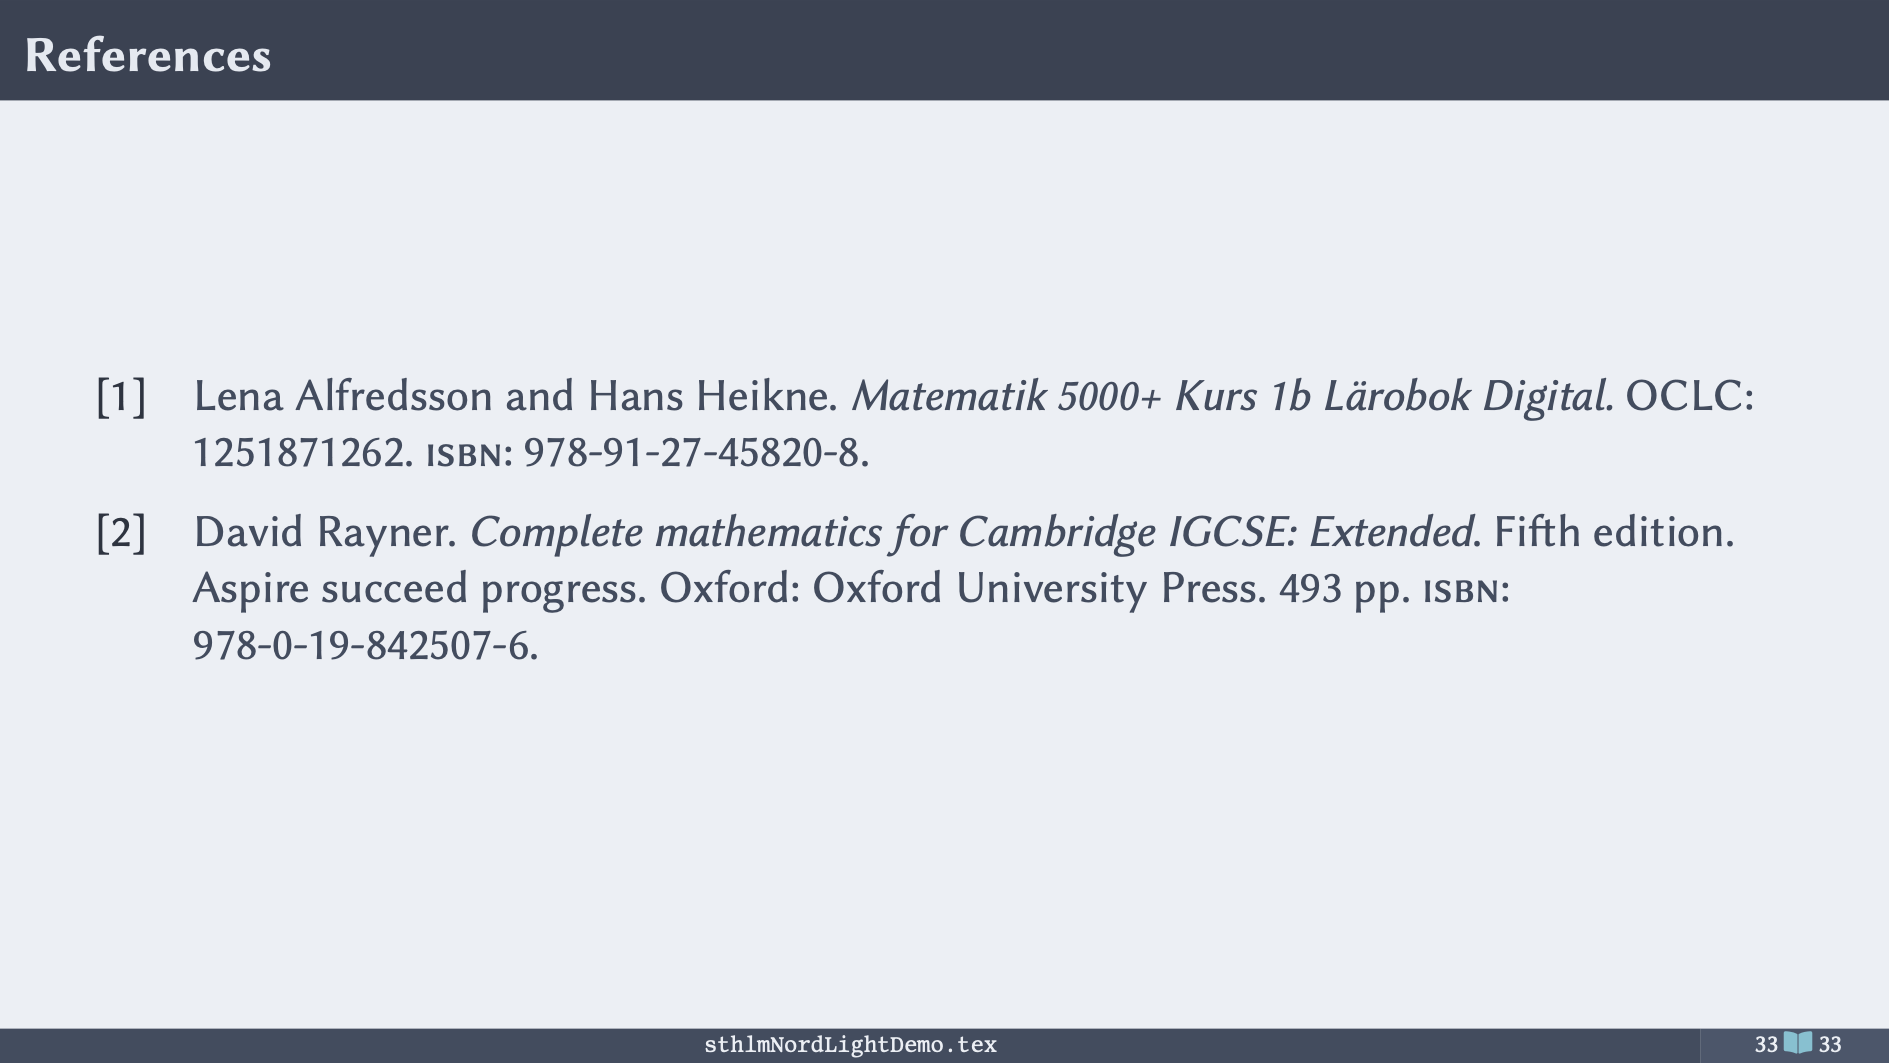 References
[1] Lena Alfredsson and Hans Heikne. Matematik 5000+ Kurs 1b Lärobok Digital. OCLC:
1251871262. ISBN: 978-91-27-45820-8.
[2] David Rayner. Complete mathematics for Cambridge IGCSE: Extended. Fifth edition.
Aspire succeed progress. Oxford: Oxford University Press. 493 pp. ISBN:
978-0-19-842507-6.
sthlmNordLightDemo.tex
33 33